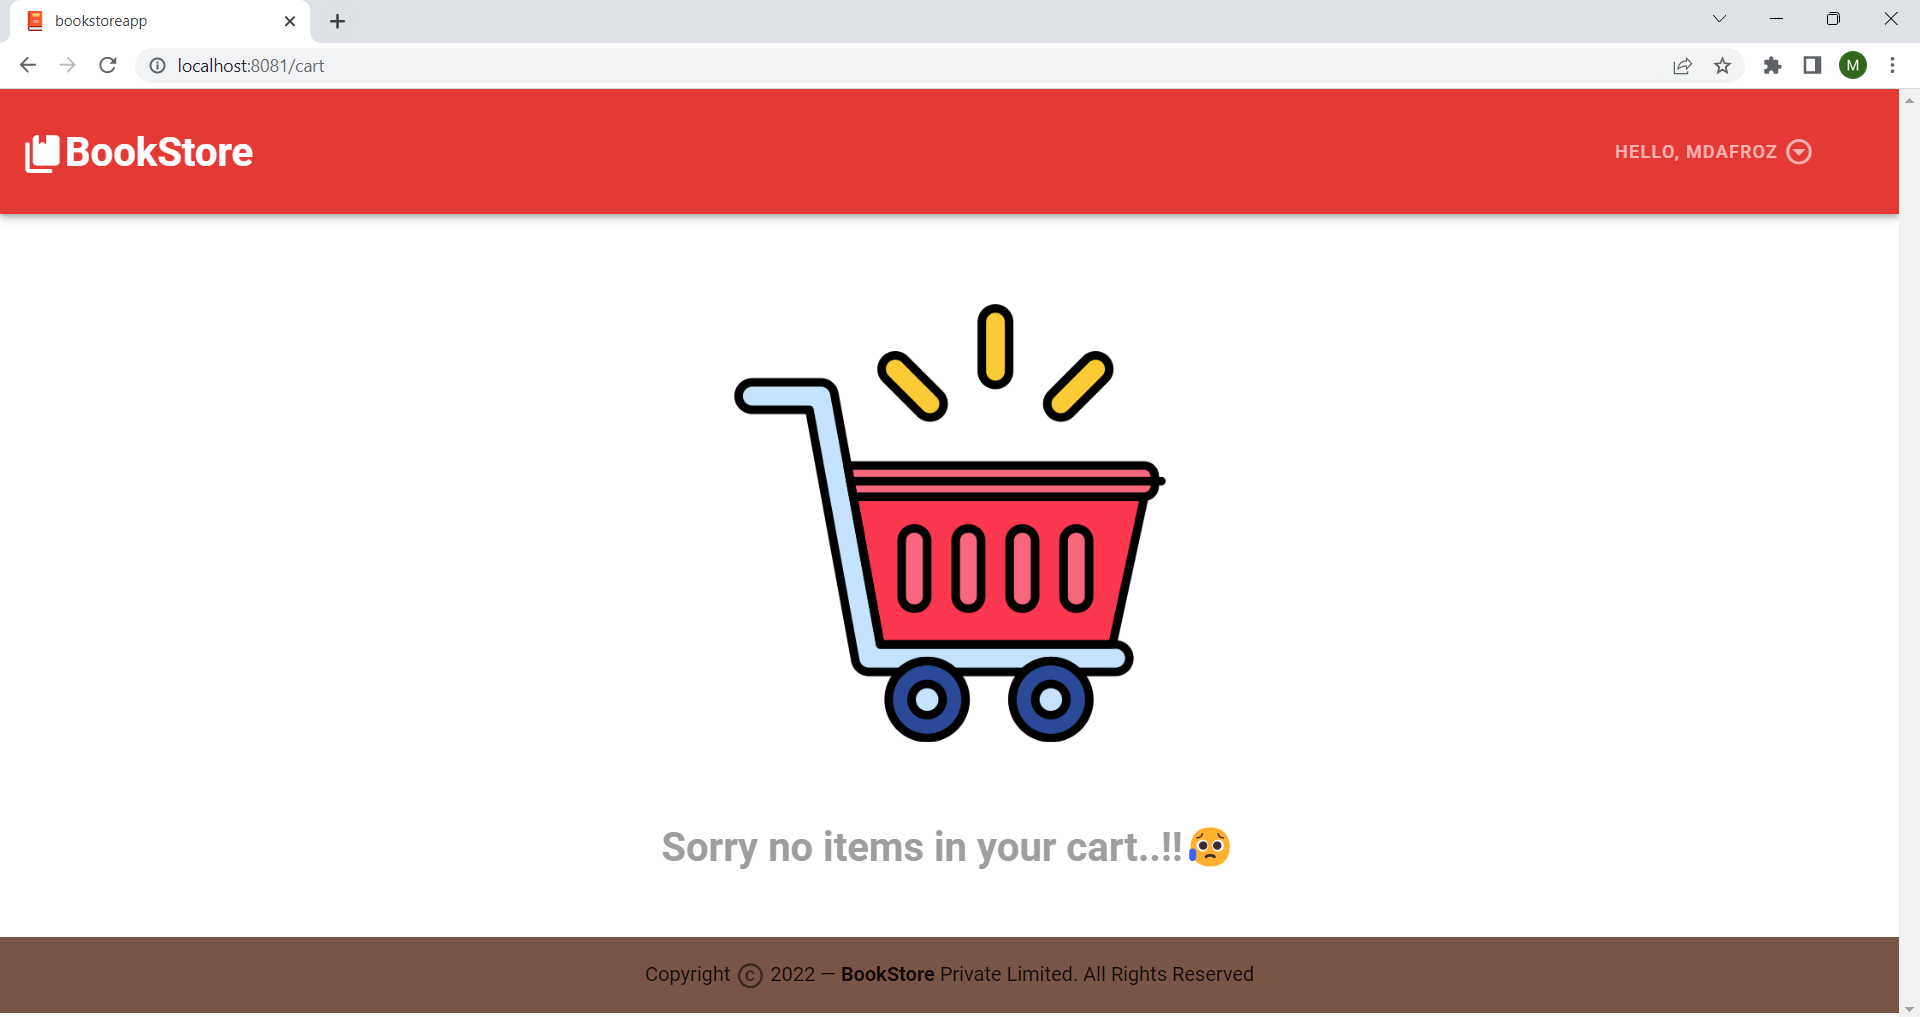 bookstoreapp
localhost:8081/cart
M
BookStore
HELLO, MDAFROZ
Sorry no items in your cart..!!😥
Copyright © 2022 — BookStore Private Limited. All Rights Reserved